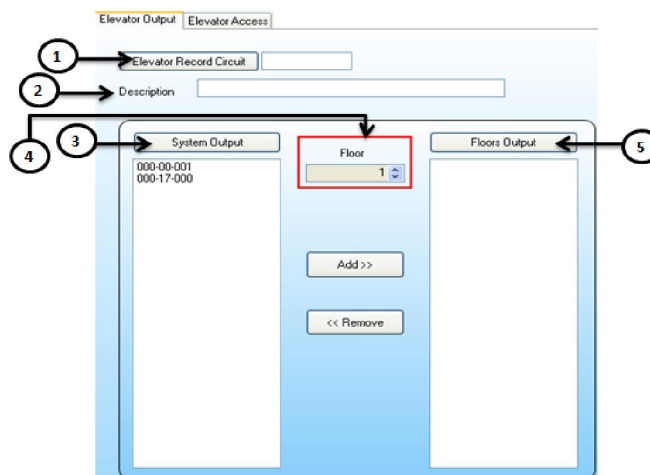 Elevator Output Elevator Access
1 Elevator Record Circuit
2 Description
3 System Output
4 Floor
Floors Output 5
000-00-001
000-17-000
1
Add >>
<< Remove